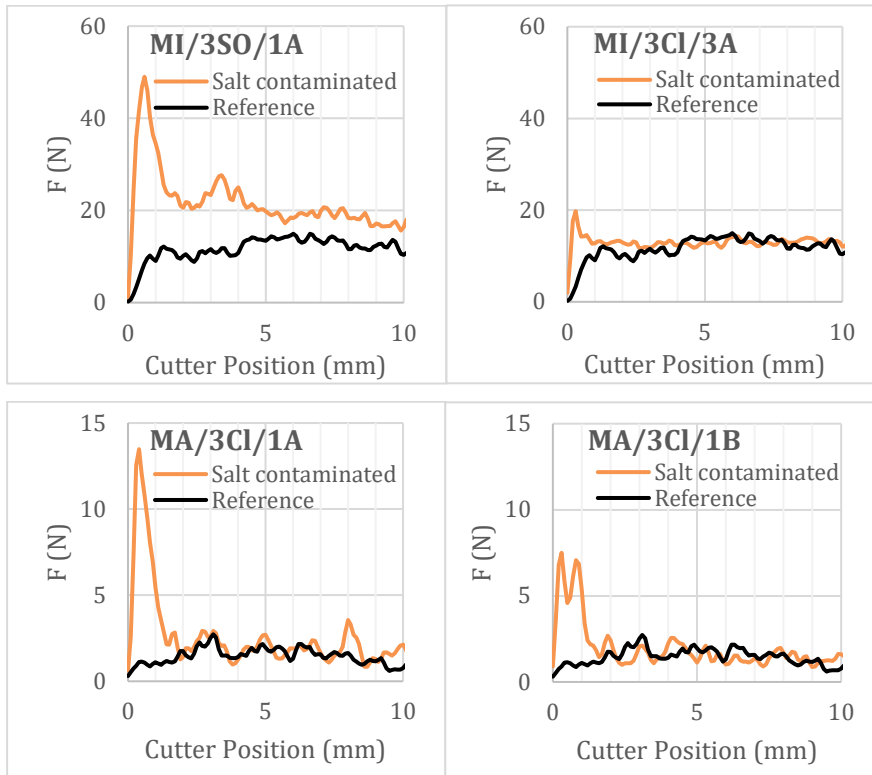 MI/3SO/1A
Salt contaminated
Reference
F (N)
60
40
20
0
0 5 10
Cutter Position (mm)
MI/3Cl/3A
Salt contaminated
Reference
F (N)
60
40
20
0
0 5 10
Cutter Position (mm)
MA/3Cl/1A
Salt contaminated
Reference
F (N)
15
10
5
0
0 5 10
Cutter Position (mm)
MA/3Cl/1B
Salt contaminated
Reference
F (N)
15
10
5
0
0 5 10
Cutter Position (mm)